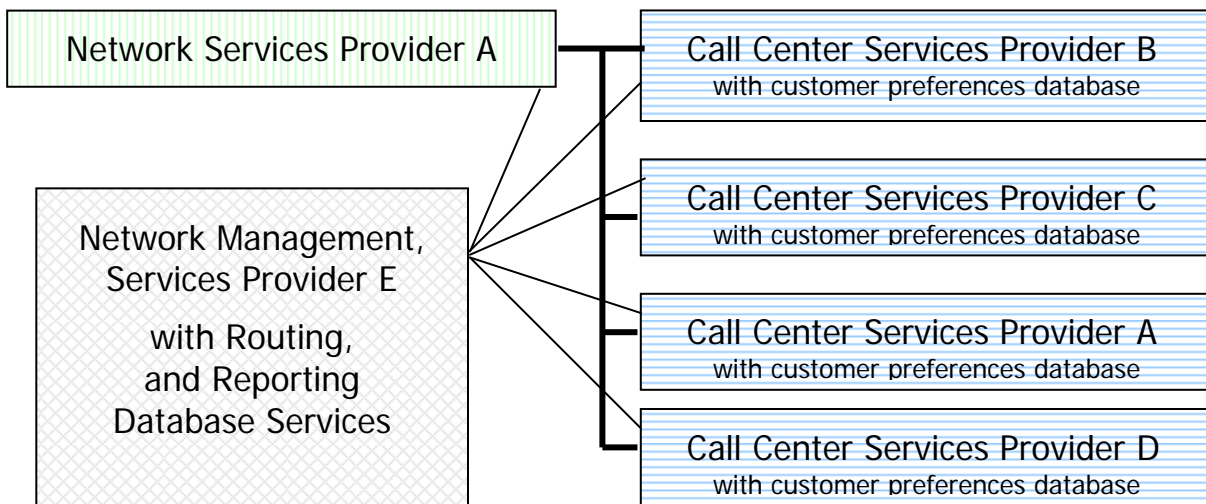 Network Services Provider A
Call Center Services Provider B
with customer preferences database
Call Center Services Provider C
with customer preferences database
Network Management,
Services Provider E
with Routing,
and Reporting
Database Services
Call Center Services Provider A
with customer preferences database
Call Center Services Provider D
with customer preferences database